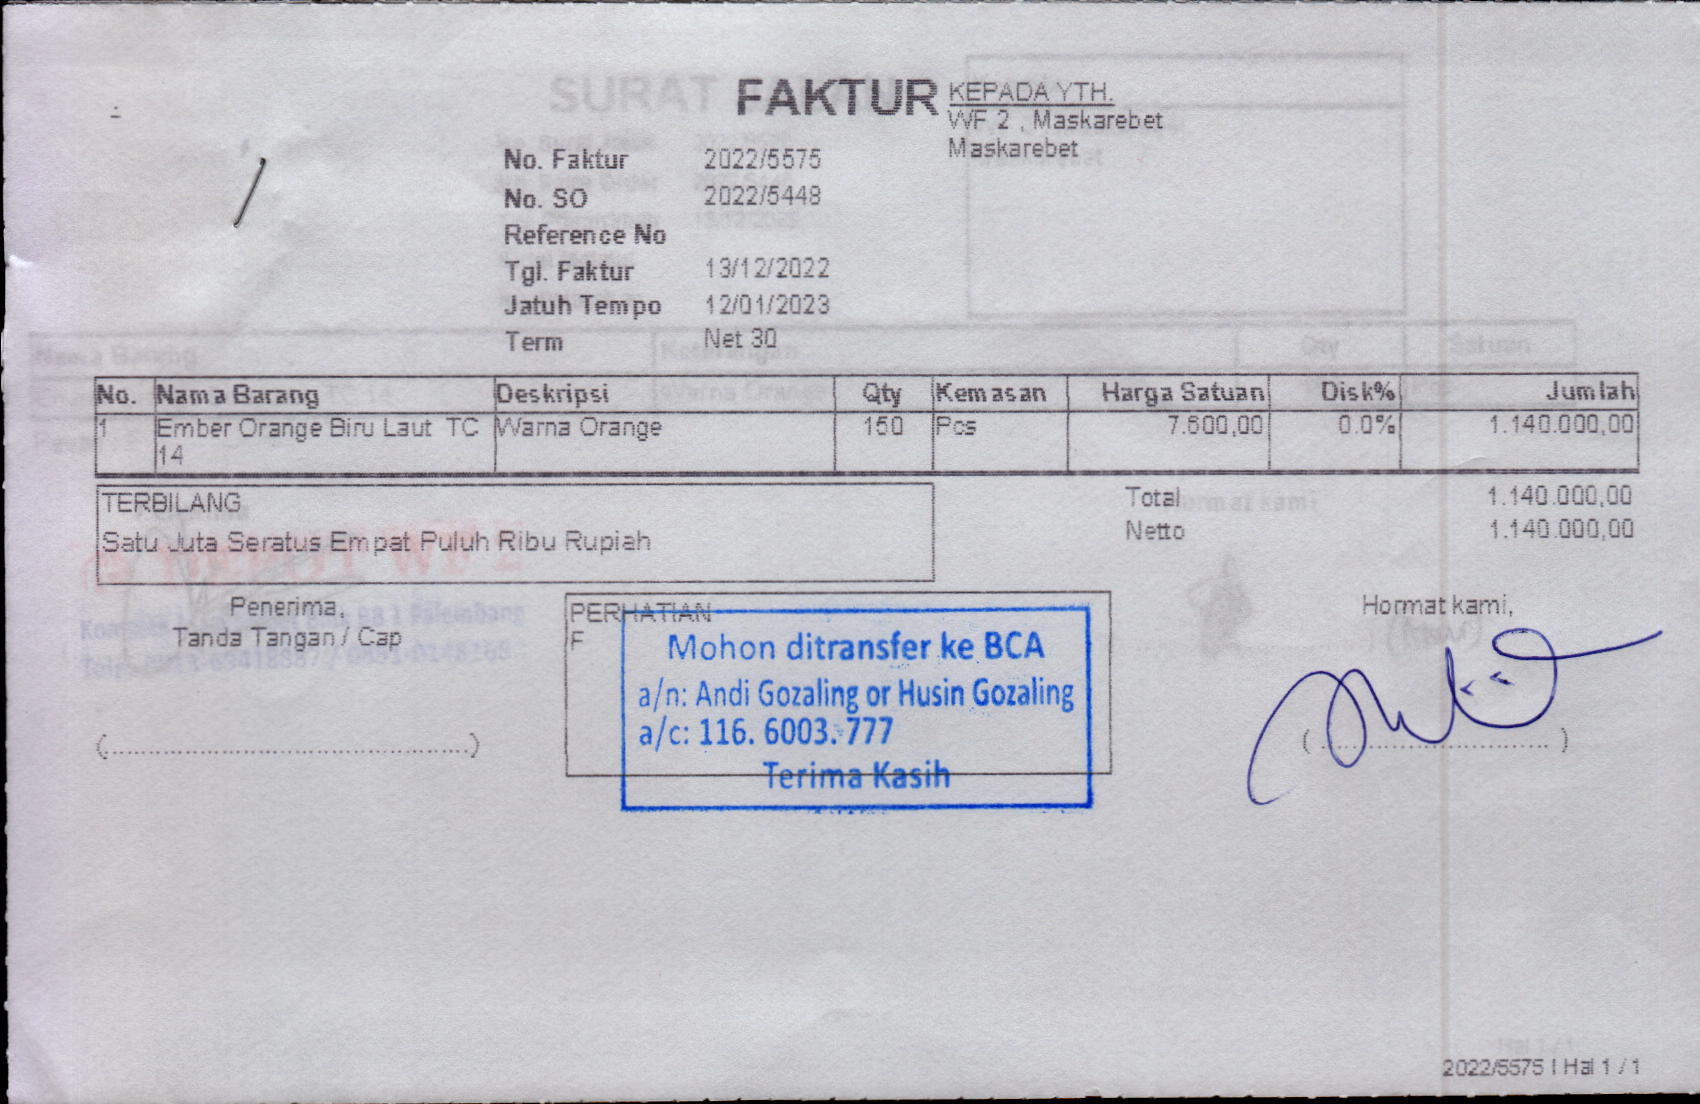 FAKTUR
KEPADA YTH.
WF 2 , Maskarebet
Maskarebet
No. Faktur 2022/5575
No. SO 2022/5448
Reference No
Tgl. Faktur 13/12/2022
Jatuh Tempo 12/01/2023
Term Net 30
No. Nama Barang Deskripsi Qty Kemasan Harga Satuan Disk% Jumlah
1 Ember Orange Biru Laut TC Warna Orange 150 Pcs 7.600,00 0.0% 1.140.000,00
14
TERBILANG
Satu Juta Seratus Empat Puluh Ribu Rupiah
Total 1.140.000,00
Netto 1.140.000,00
Penerima,
Tanda Tangan / Cap
(........................................)
PERHATIAN
F
Mohon ditransfer ke BCA
a/n: Andi Gozaling or Husin Gozaling
a/c: 116. 6003. 777
Terima Kasih
Hormat kami,
(........................................)
2022/5575 | Hal 1 / 1